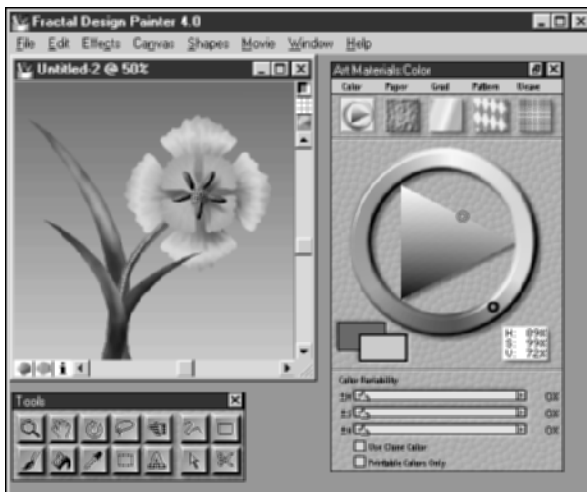 Fractal Design Painter 4.0
File Edit Effects Canvas Shapes Movie Window Help
Untitled-2 @ 50%
Art Materials:Color
Color Paper Grad Pattern Weave
H: 89%
S: 99%
V: 72%
Color Variability
±H 0%
±S 0%
±V 0%
Use Clone Color
Printable Colors Only
Tools